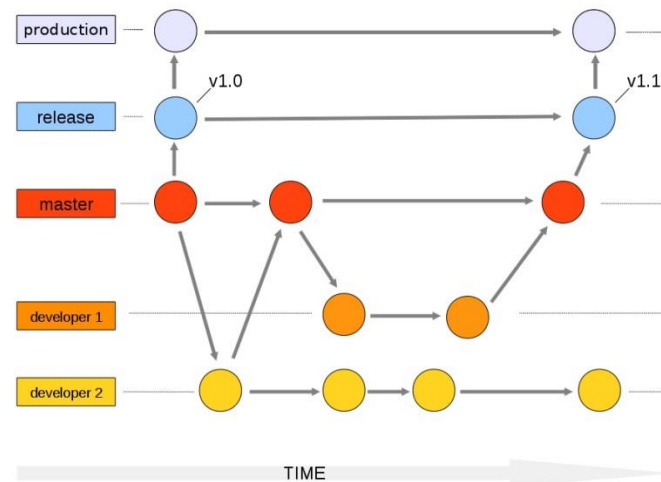 production
v1.0
v1.1
release
master
developer 1
developer 2
TIME